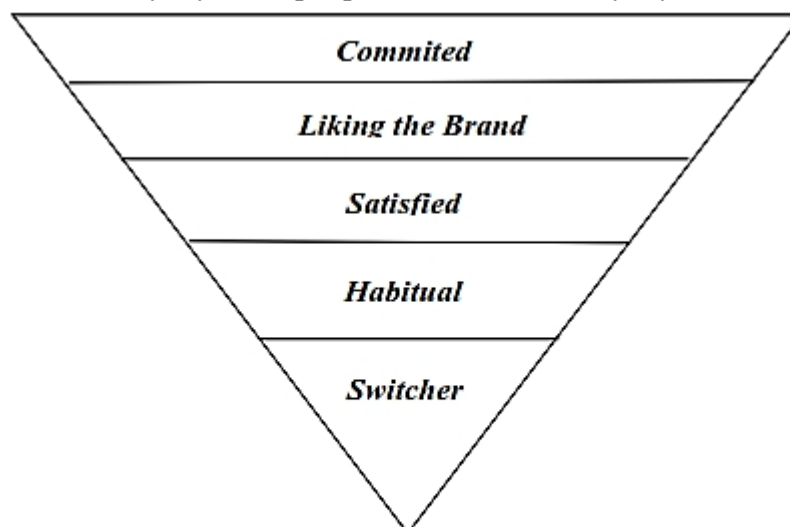 Commited
Liking the Brand
Satisfied
Habitual
Switcher